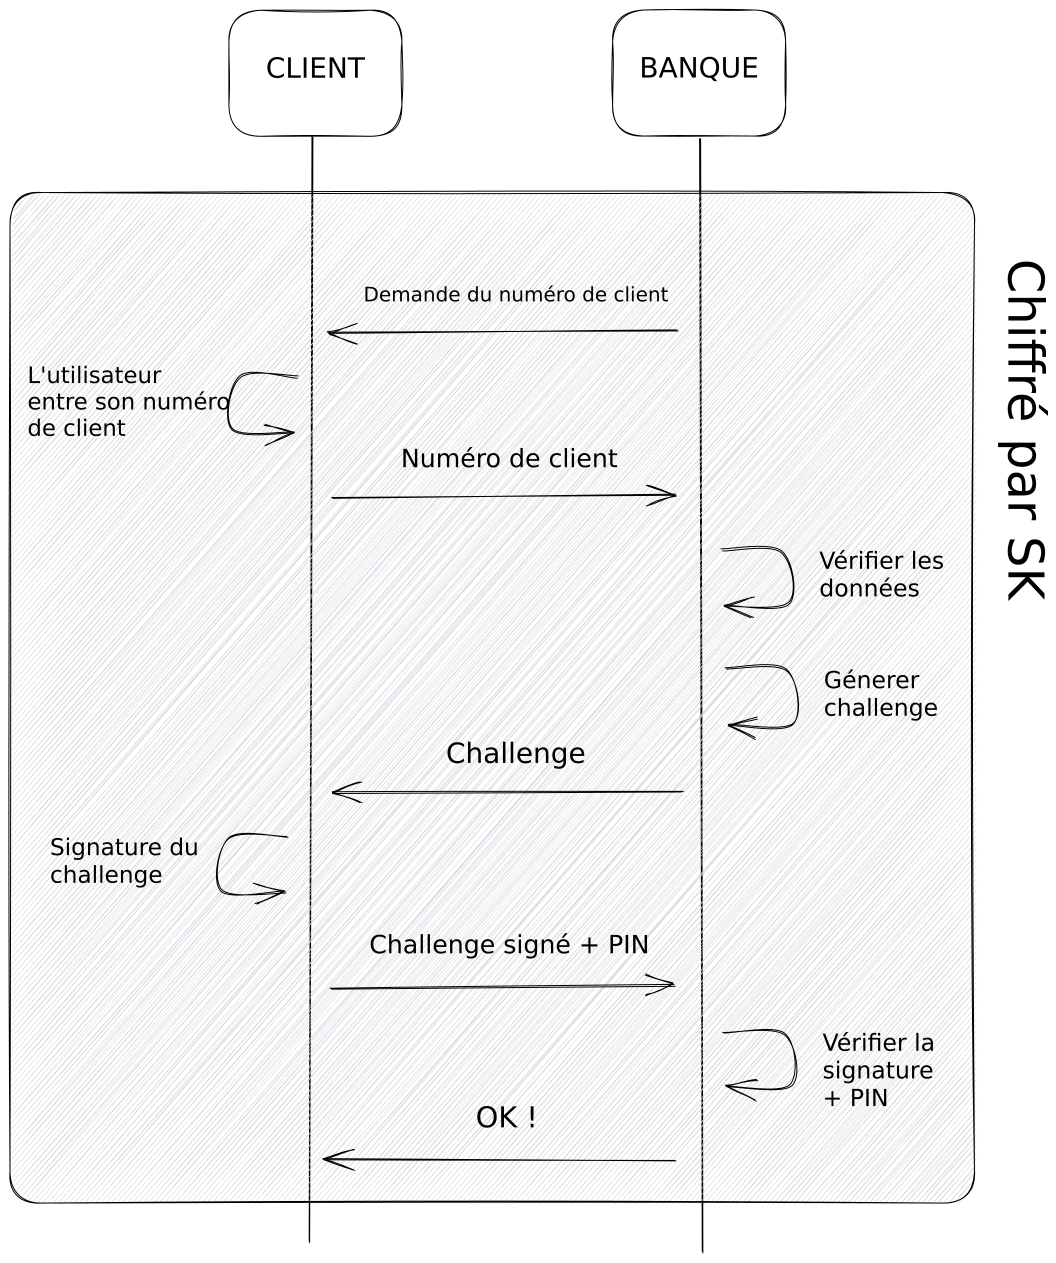 CLIENT
BANQUE
Chiffré par SK
Demande du numéro de client
L'utilisateur
entre son numéro
de client
Numéro de client
Vérifier les
données
Génerer
challenge
Challenge
Signature du
challenge
Challenge signé + PIN
Vérifier la
signature
+ PIN
OK !